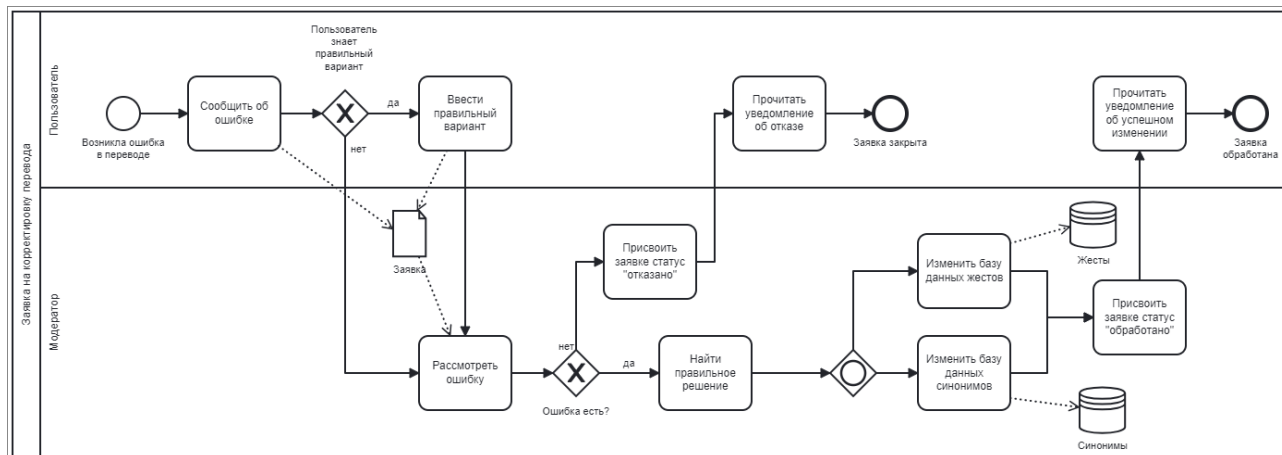 Заявка на корректировку перевода
Пользователь
Возникла ошибка
в переводе
Сообщить об
ошибке
Пользователь
знает
правильный
вариант
да
нет
Ввести
правильный
вариант
Прочитать
уведомление
об отказе
Заявка закрыта
Прочитать
уведомление
об успешном
изменении
Заявка
обработана
Модератор
Заявка
Рассмотреть
ошибку
Ошибка есть?
нет
да
Присвоить
заявке статус
"отказано"
Найти
правильное
решение
Изменить базу
данных жестов
Изменить базу
данных
синонимов
Жесты
Синонимы
Присвоить
заявке статус
"обработано"